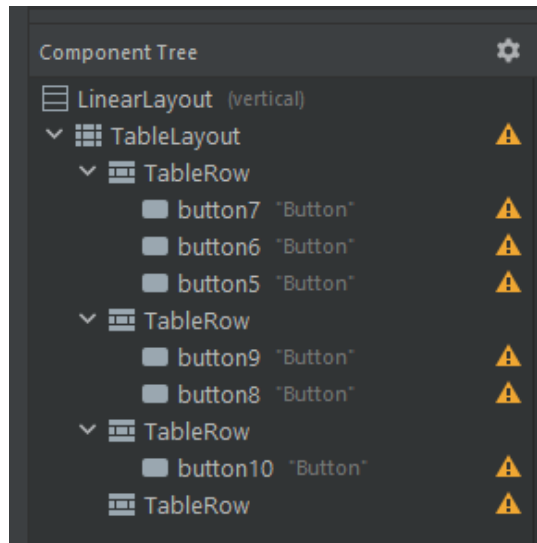 Component Tree
LinearLayout (vertical)
TableLayout
TableRow
button7 "Button"
button6 "Button"
button5 "Button"
TableRow
button9 "Button"
button8 "Button"
TableRow
button10 "Button"
TableRow